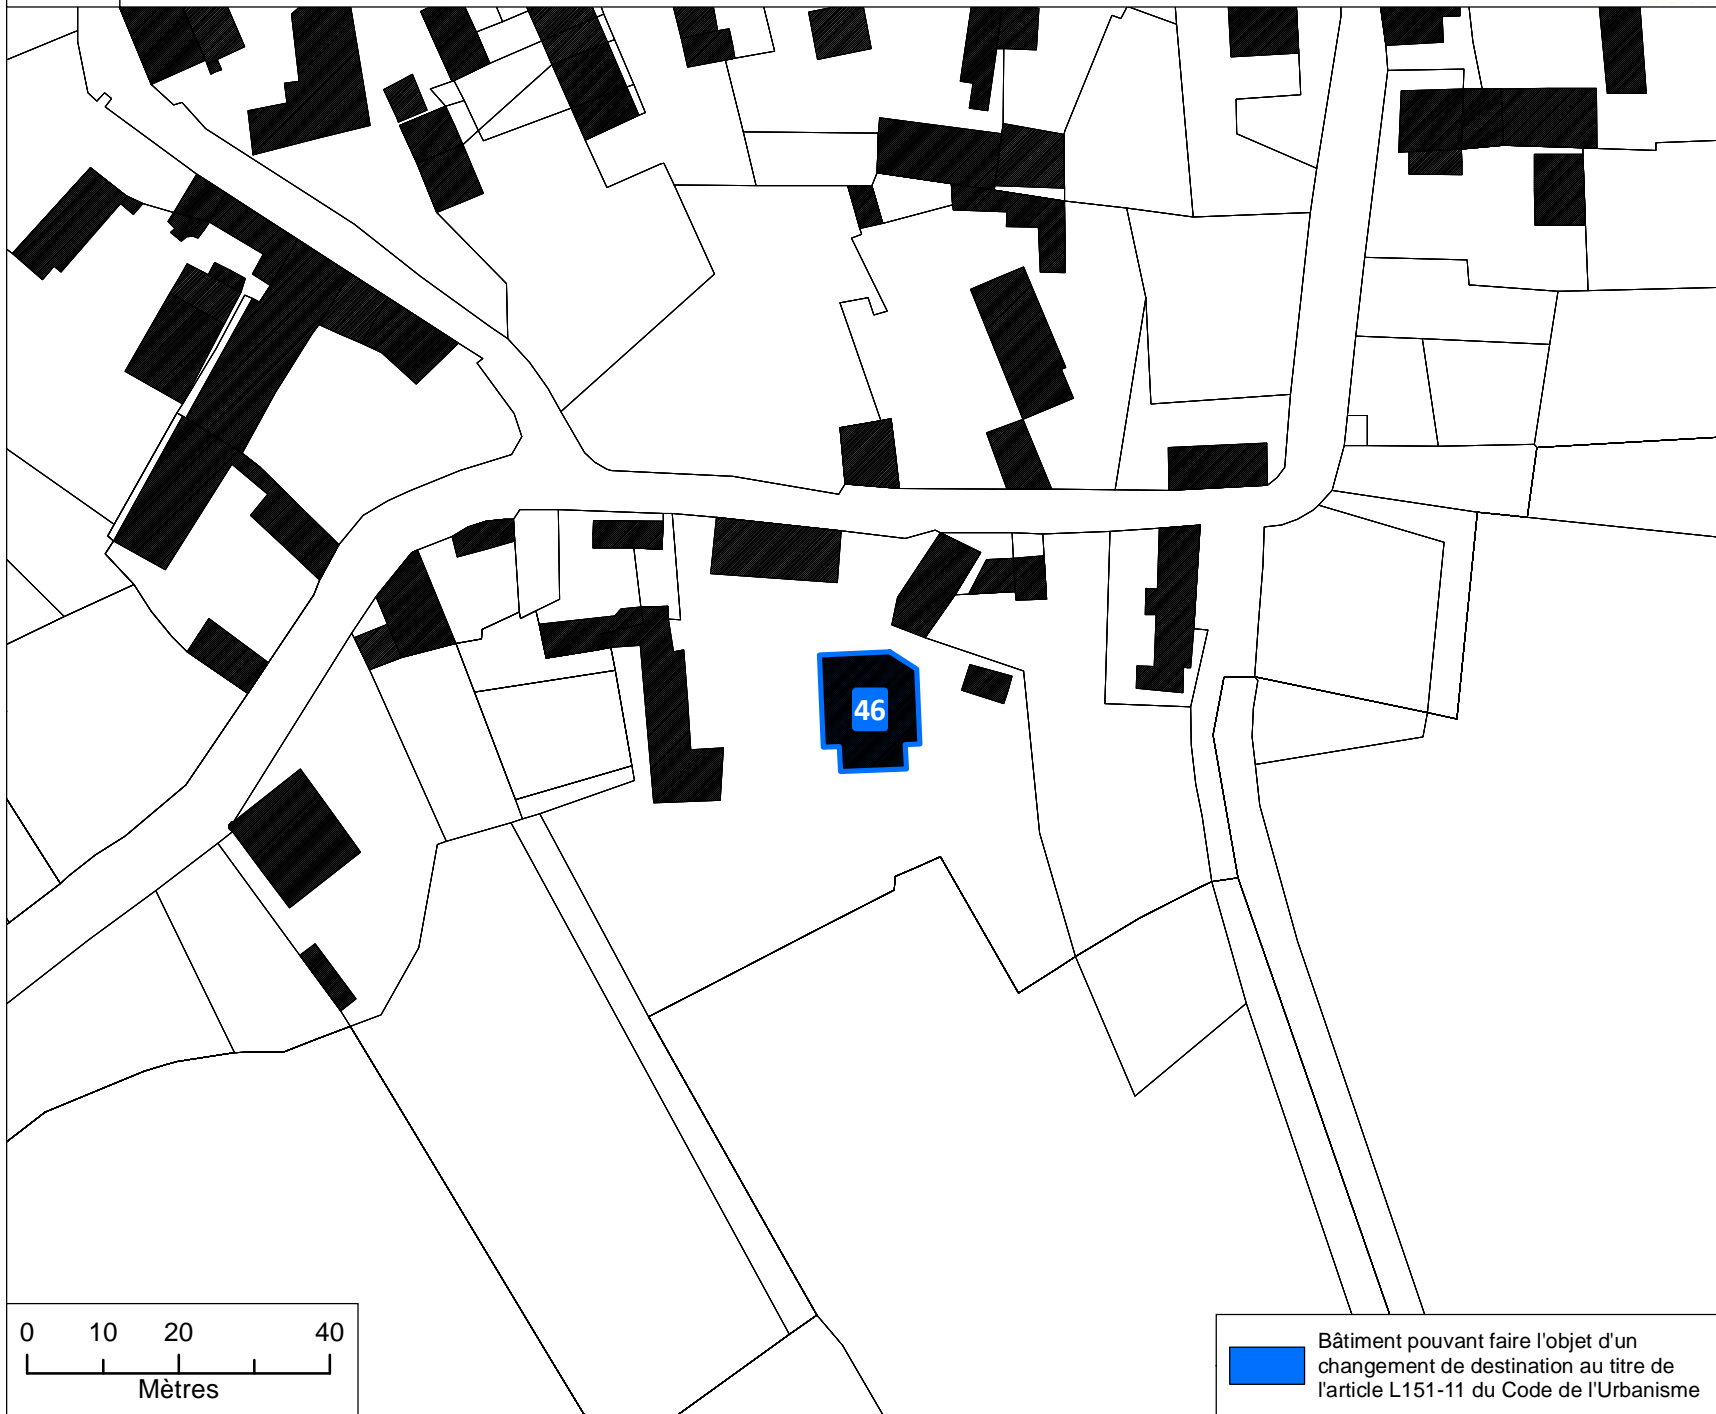 46
0 10 20 40
Mètres
Bâtiment pouvant faire l'objet d'un
changement de destination au titre de
l'article L151-11 du Code de l'Urbanisme